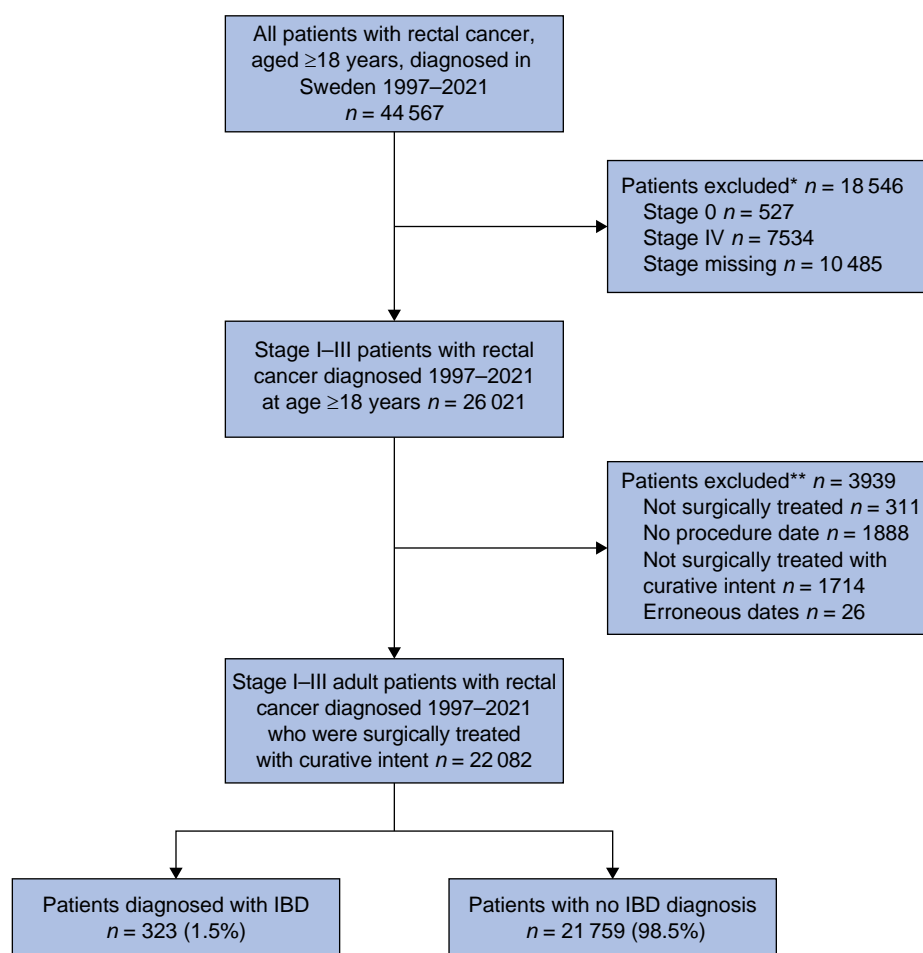 All patients with rectal cancer,
aged ≥18 years, diagnosed in
Sweden 1997–2021
n = 44 567
Patients excluded* n = 18 546
Stage 0 n = 527
Stage IV n = 7534
Stage missing n = 10 485
Stage I–III patients with rectal
cancer diagnosed 1997–2021
at age ≥18 years n = 26 021
Patients excluded** n = 3939
Not surgically treated n = 311
No procedure date n = 1888
Not surgically treated with
curative intent n = 1714
Erroneous dates n = 26
Stage I–III adult patients with rectal
cancer diagnosed 1997–2021
who were surgically treated
with curative intent n = 22 082
Patients diagnosed with IBD
n = 323 (1.5%)
Patients with no IBD diagnosis
n = 21 759 (98.5%)